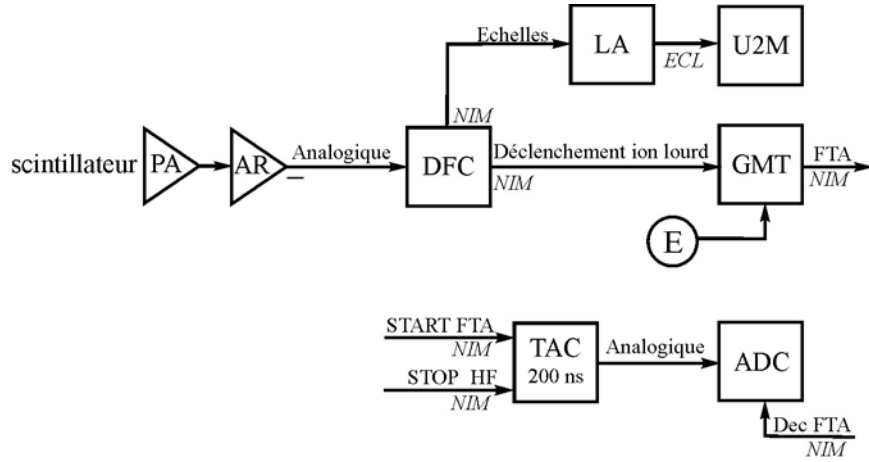 Echelles
LA
ECL
U2M
NIM
scintillateur
PA
AR
Analogique
DFC
Déclenchement ion lourd
NIM
GMT
FTA
NIM
E
START FTA
NIM
STOP HF
NIM
TAC
200 ns
Analogique
ADC
Dec FTA
NIM